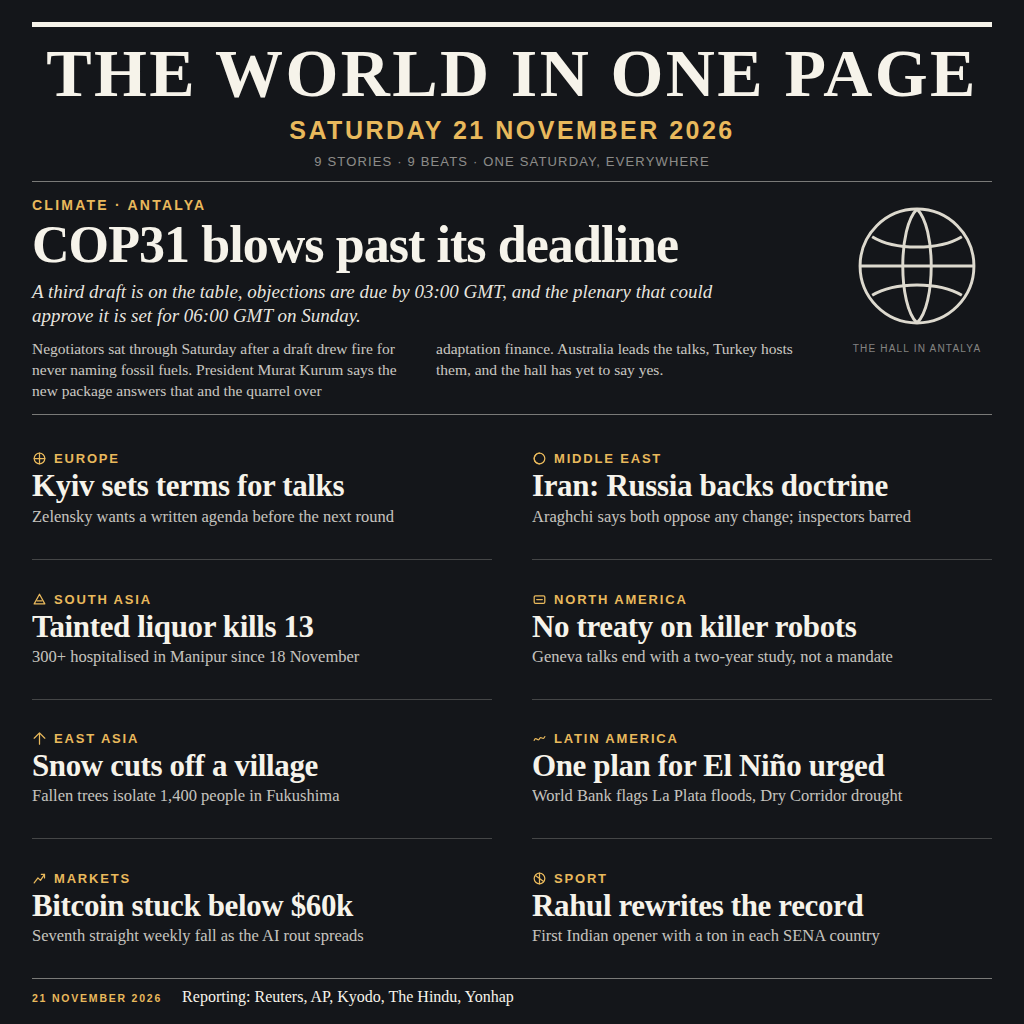 THE WORLD IN ONE PAGE
SATURDAY 21 NOVEMBER 2026
9 STORIES · 9 BEATS · ONE SATURDAY, EVERYWHERE
CLIMATE · ANTALYA
COP31 blows past its deadline
A third draft is on the table, objections are due by 03:00 GMT, and the plenary that could
approve it is set for 06:00 GMT on Sunday.
Negotiators sat through Saturday after a draft drew fire for
never naming fossil fuels. President Murat Kurum says the
new package answers that and the quarrel over
adaptation finance. Australia leads the talks, Turkey hosts
them, and the hall has yet to say yes.
THE HALL IN ANTALYA
EUROPE
Kyiv sets terms for talks
Zelensky wants a written agenda before the next round
MIDDLE EAST
Iran: Russia backs doctrine
Araghchi says both oppose any change; inspectors barred
SOUTH ASIA
Tainted liquor kills 13
300+ hospitalised in Manipur since 18 November
NORTH AMERICA
No treaty on killer robots
Geneva talks end with a two-year study, not a mandate
EAST ASIA
Snow cuts off a village
Fallen trees isolate 1,400 people in Fukushima
LATIN AMERICA
One plan for El Niño urged
World Bank flags La Plata floods, Dry Corridor drought
MARKETS
Bitcoin stuck below $60k
Seventh straight weekly fall as the AI rout spreads
SPORT
Rahul rewrites the record
First Indian opener with a ton in each SENA country
21 NOVEMBER 2026
Reporting: Reuters, AP, Kyodo, The Hindu, Yonhap